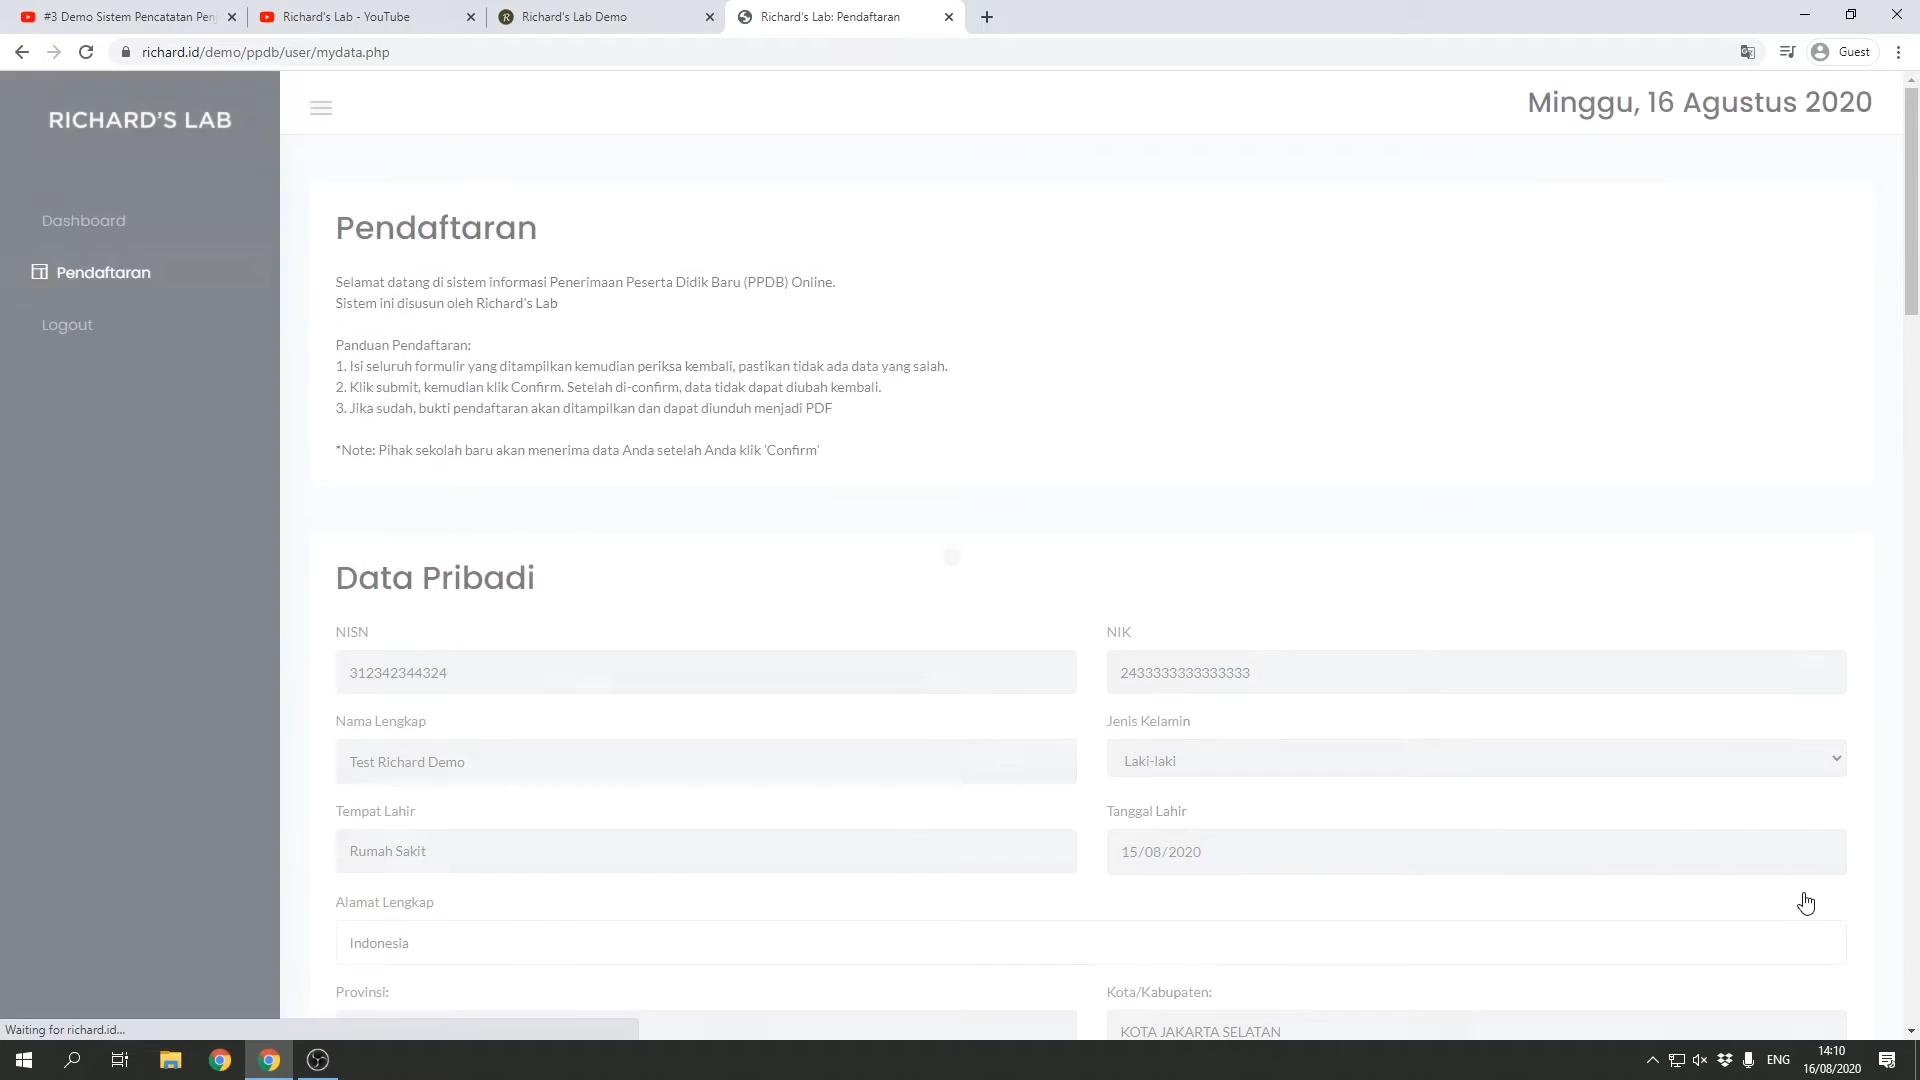 #3 Demo Sistem Pencatatan Pen
Richard's Lab - YouTube
Richard's Lab Demo
Richard's Lab: Pendaftaran
richard.id/demo/ppdb/user/mydata.php
Guest
RICHARD'S LAB
Minggu, 16 Agustus 2020
Dashboard
Pendaftaran
Logout
Pendaftaran
Selamat datang di sistem informasi Penerimaan Peserta Didik Baru (PPDB) Online.
Sistem ini disusun oleh Richard's Lab
Panduan Pendaftaran:
1. Isi seluruh formulir yang ditampilkan kemudian periksa kembali, pastikan tidak ada data yang salah.
2. Klik submit, kemudian klik Confirm. Setelah di-confirm, data tidak dapat diubah kembali.
3. Jika sudah, bukti pendaftaran akan ditampilkan dan dapat diunduh menjadi PDF
*Note: Pihak sekolah baru akan menerima data Anda setelah Anda klik 'Confirm'
Data Pribadi
NISN
NIK
312342344324
2433333333333333
Nama Lengkap
Jenis Kelamin
Test Richard Demo
Laki-laki
Tempat Lahir
Tanggal Lahir
Rumah Sakit
15/08/2020
Alamat Lengkap
Indonesia
Provinsi:
Kota/Kabupaten:
KOTA JAKARTA SELATAN
Waiting for richard.id...
ENG
14:10
16/08/2020